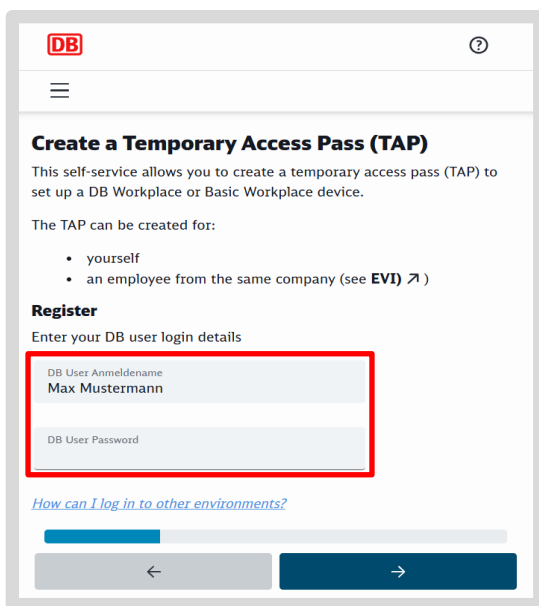 DB
Create a Temporary Access Pass (TAP)
This self-service allows you to create a temporary access pass (TAP) to
set up a DB Workplace or Basic Workplace device.
The TAP can be created for:
• yourself
• an employee from the same company (see EVI) ↗ )
Register
Enter your DB user login details
DB User Anmeldename
Max Mustermann
DB User Password
How can I log in to other environments?